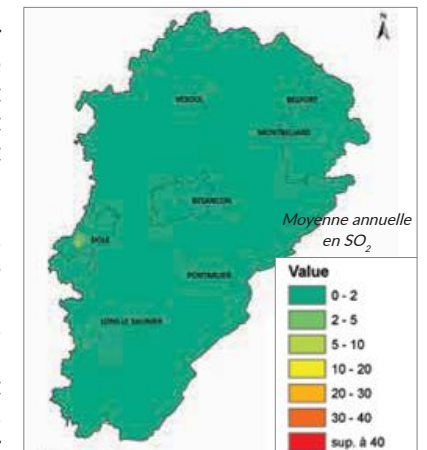 N
VESOUL
BELFORT
MONTBELIARD
BESANCON
DOLE
PONTARLIER
LONS LE SAUNIER
Moyenne annuelle
en SO2
Value
0 - 2
2 - 5
5 - 10
10 - 20
20 - 30
30 - 40
sup. à 40